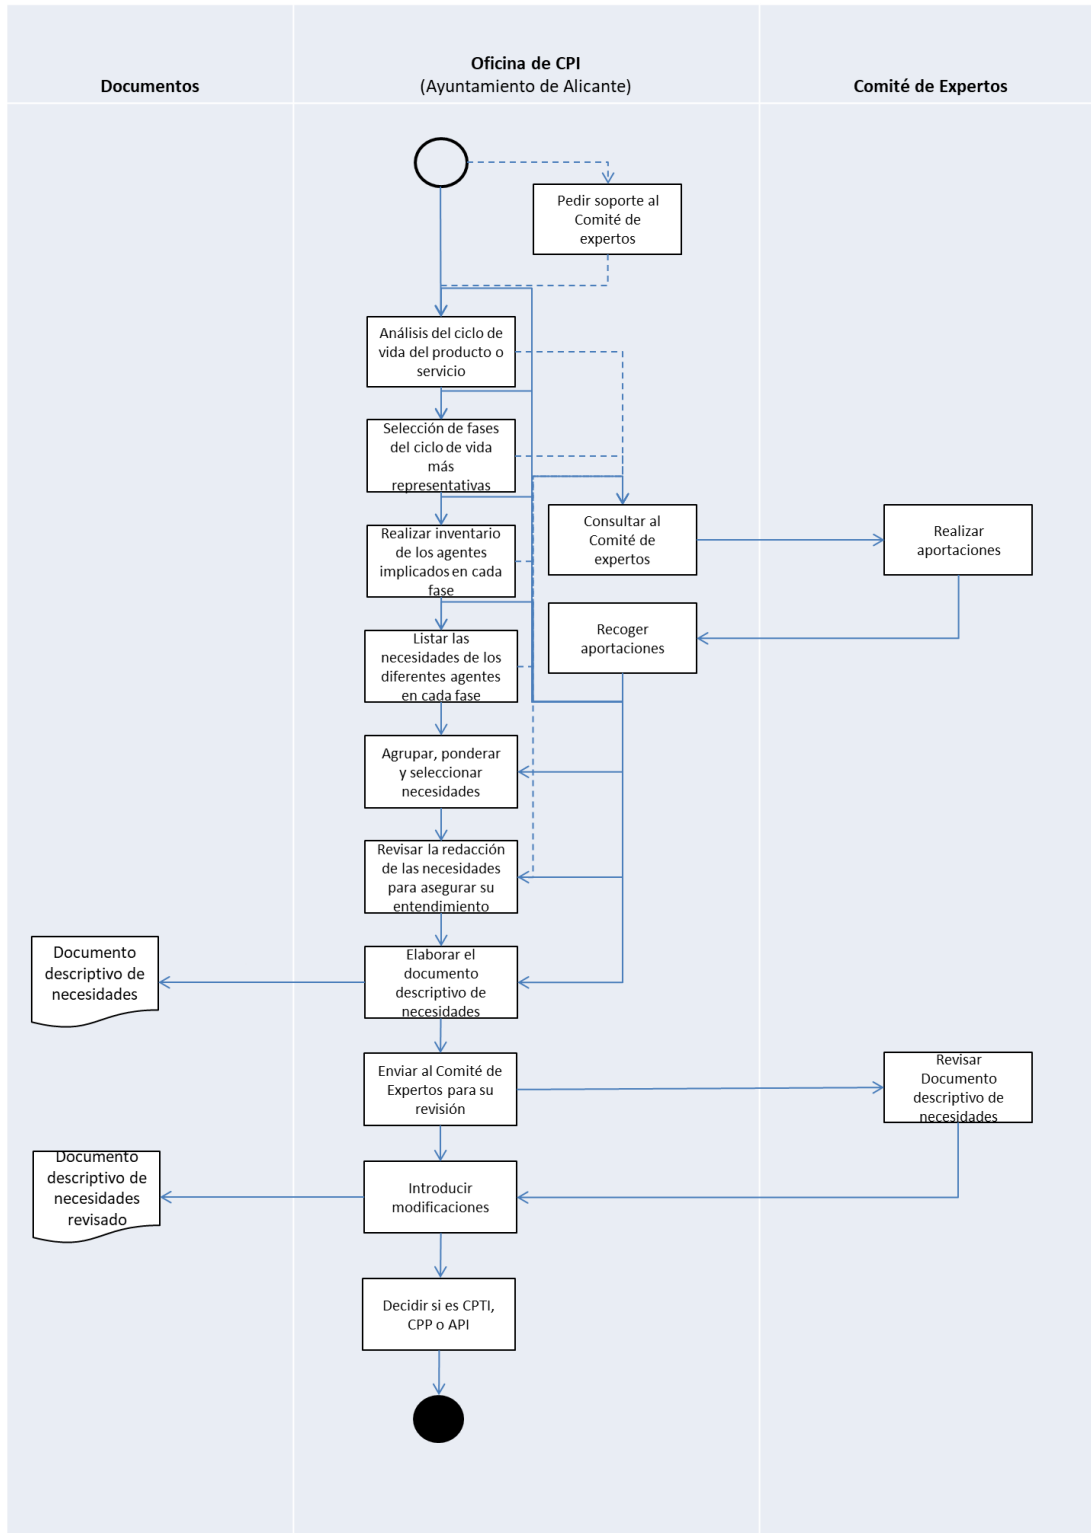 Documentos
Oficina de CPI
(Ayuntamiento de Alicante)
Comité de Expertos
Pedir soporte al
Comité de
expertos
Análisis del ciclo de
vida del producto o
servicio
Selección de fases
del ciclo de vida
más
representativas
Realizar inventario
de los agentes
implicados en cada
fase
Consultar al
Comité de
expertos
Realizar
aportaciones
Recoger
aportaciones
Listar las
necesidades de los
diferentes agentes
en cada fase
Agrupar, ponderar
y seleccionar
necesidades
Revisar la redacción
de las necesidades
para asegurar su
entendimiento
Documento
descriptivo de
necesidades
Elaborar el
documento
descriptivo de
necesidades
Enviar al Comité de
Expertos para su
revisión
Revisar
Documento
descriptivo de
necesidades
Documento
descriptivo de
necesidades
revisado
Introducir
modificaciones
Decidir si es CPTI,
CPP o API